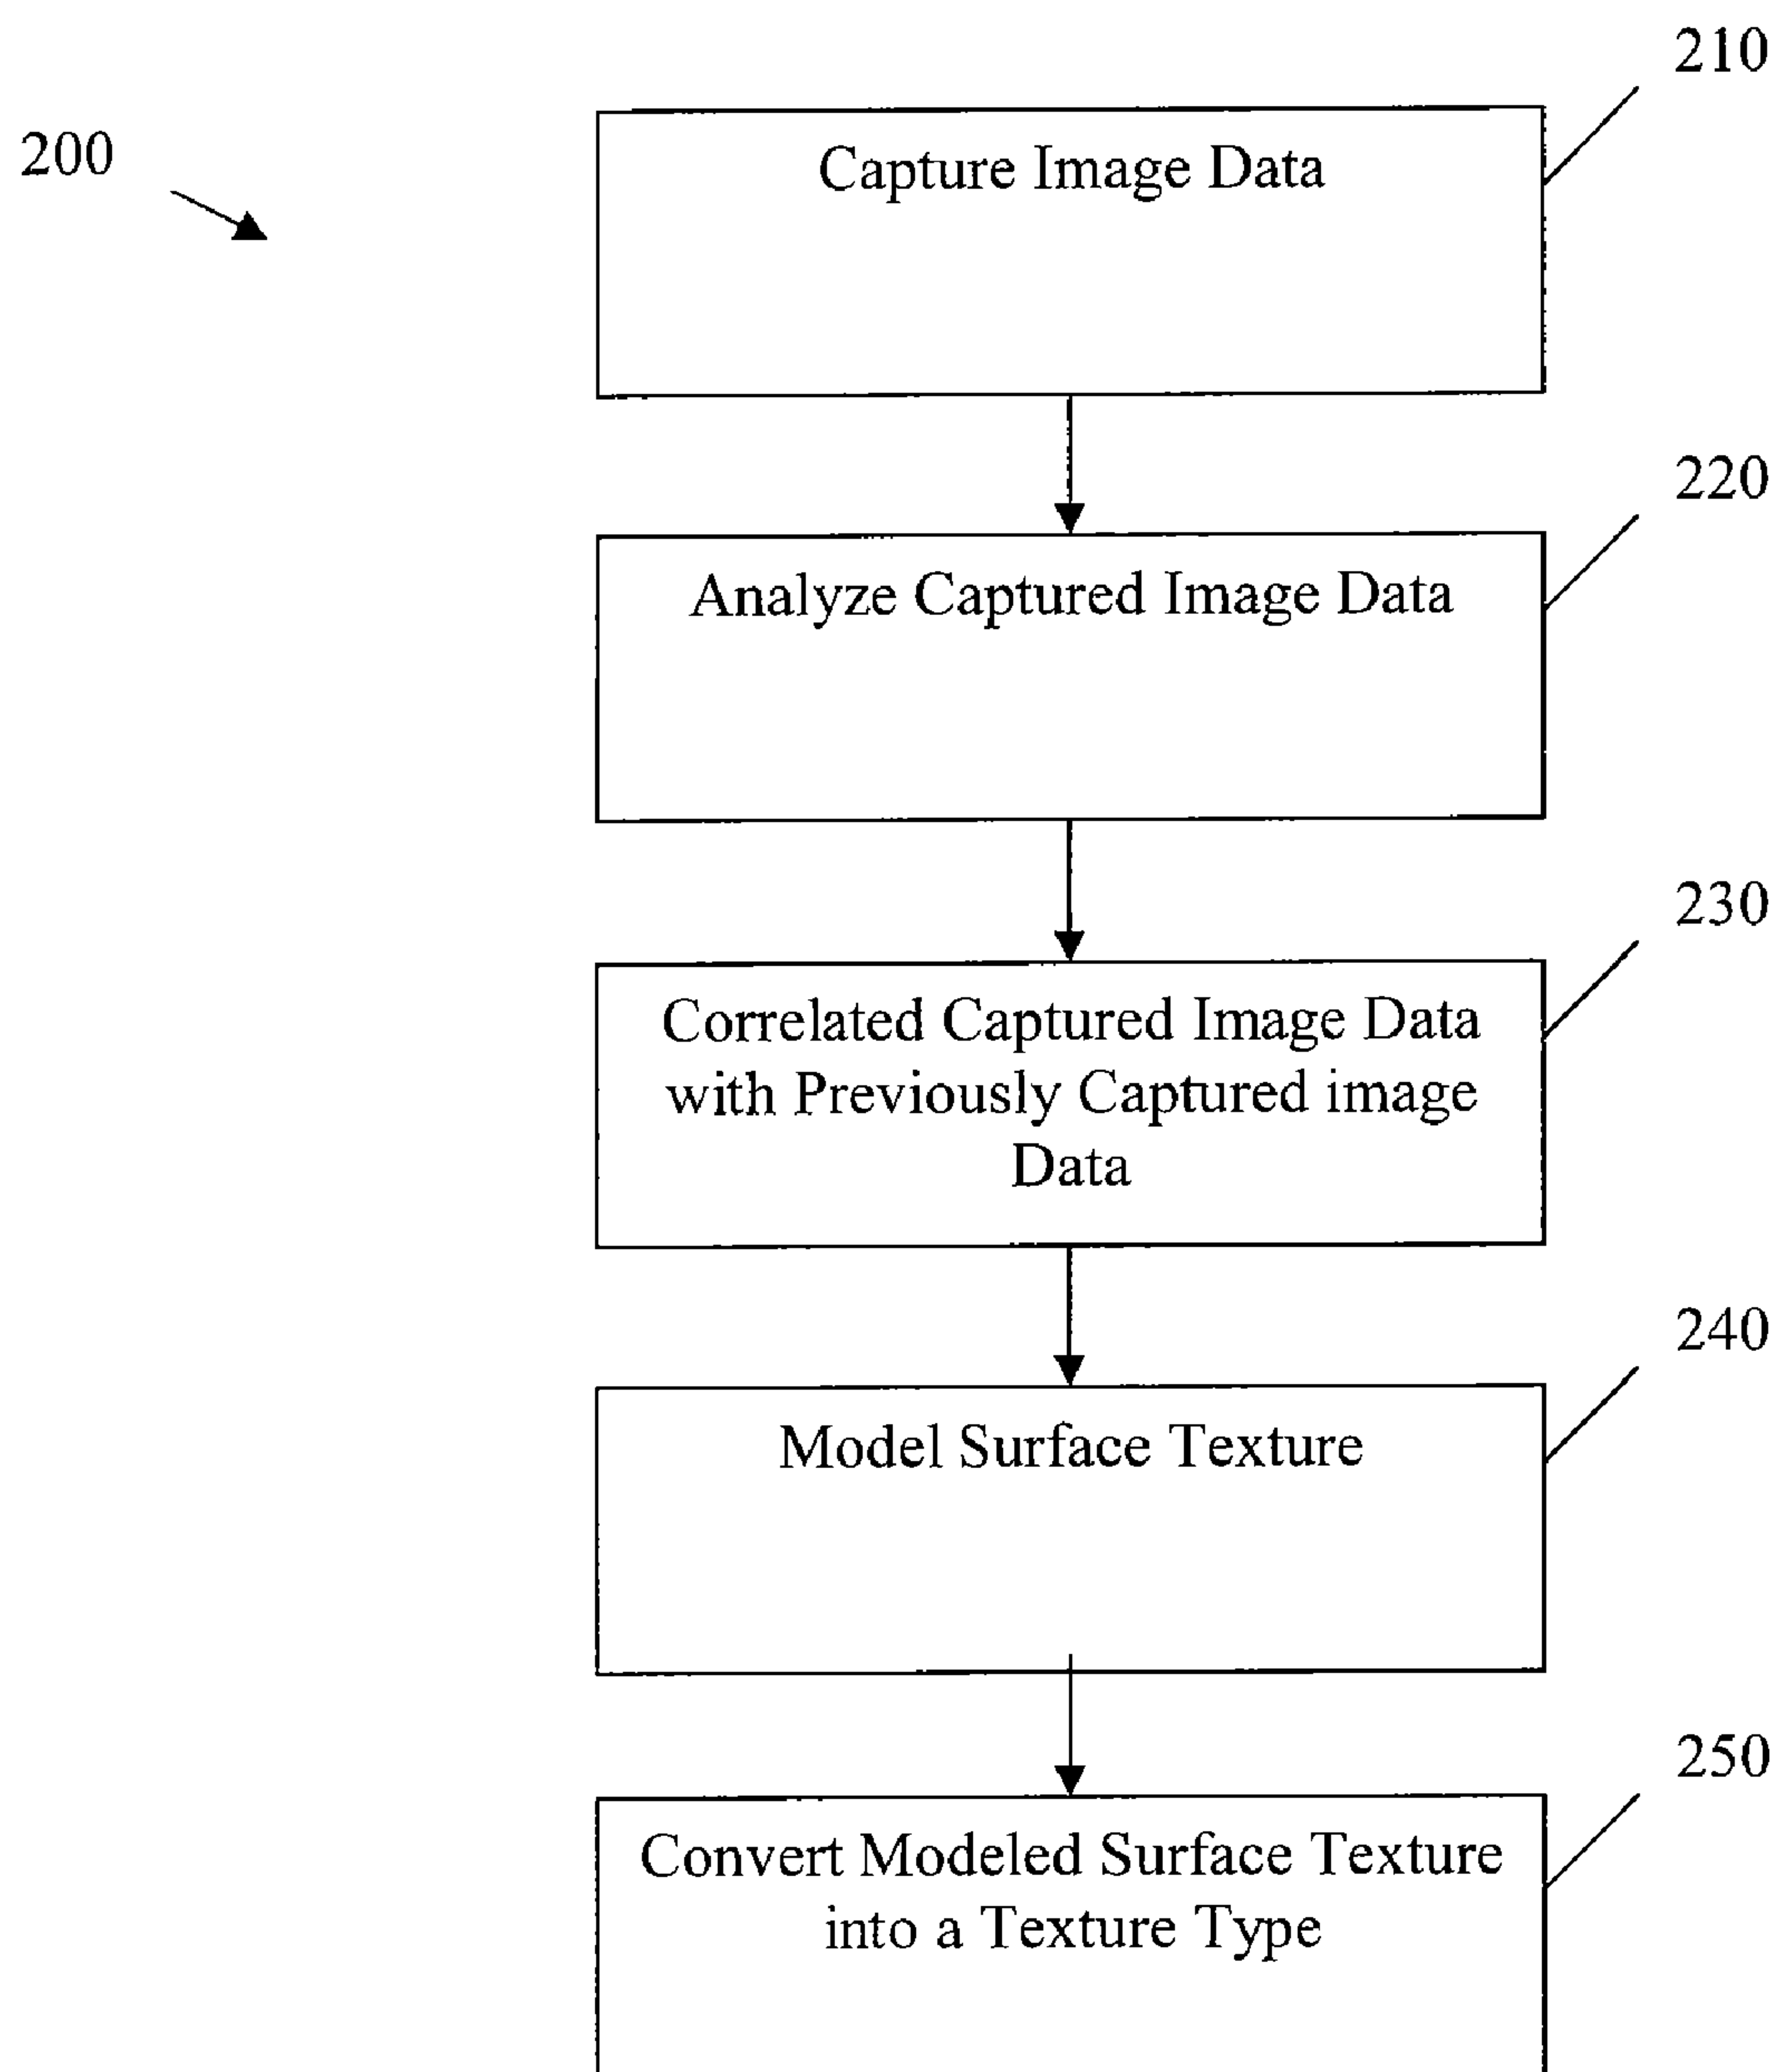 210
200
Capture Image Data
220
Analyze Captured Image Data
230
Correlated Captured Image Data
with Previously Captured image
Data
240
Model Surface Texture
250
Convert Modeled Surface Texture
into a Texture Type